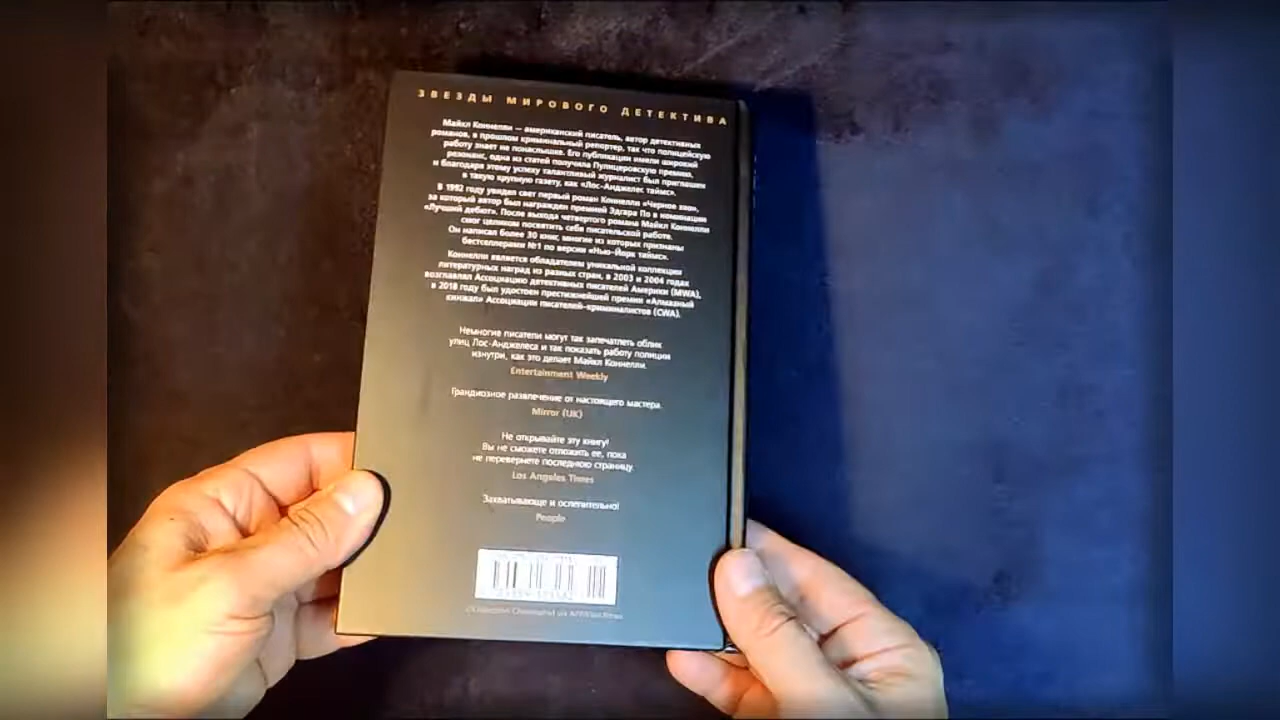 ЗВЕЗДЫ МИРОВОГО ДЕТЕКТИВА
Майкл Коннелли — американский писатель, автор детективных
романов, в прошлом криминальный репортер, так что полицейскую
работу знает не понаслышке. Его публикации имели широкий
резонанс, одна из статей получила Пулицеровскую премию,
и благодаря этому успеху талантливый журналист был приглашен
в такую крупную газету, как «Лос-Анджелес таймс».
В 1992 году увидел свет первый роман Коннелли «Черное эхо»,
за который автор был награжден премией Эдгара По в номинации
«Лучший дебют». После выхода четвертого романа Майкл Коннелли
смог целиком посвятить себя писательской работе.
Он написал более 30 книг, многие из которых признаны
бестселлерами №1 по версии «Нью-Йорк таймс».
Коннелли является обладателем уникальной коллекции
литературных наград из разных стран, в 2003 и 2004 годах
возглавлял Ассоциацию детективных писателей Америки (MWA),
в 2018 году был удостоен престижнейшей премии «Алмазный
кинжал» Ассоциации писателей-криминалистов (CWA).
Немногие писатели могут так запечатлеть облик
улиц Лос-Анджелеса и так показать работу полиции
изнутри, как это делает Майкл Коннелли.
Entertainment Weekly
Грандиозное развлечение от настоящего мастера.
Mirror (UK)
Не открывайте эту книгу!
Вы не сможете отложить ее, пока
не перевернете последнюю страницу.
Los Angeles Times
Захватывающе и ослепительно!
People